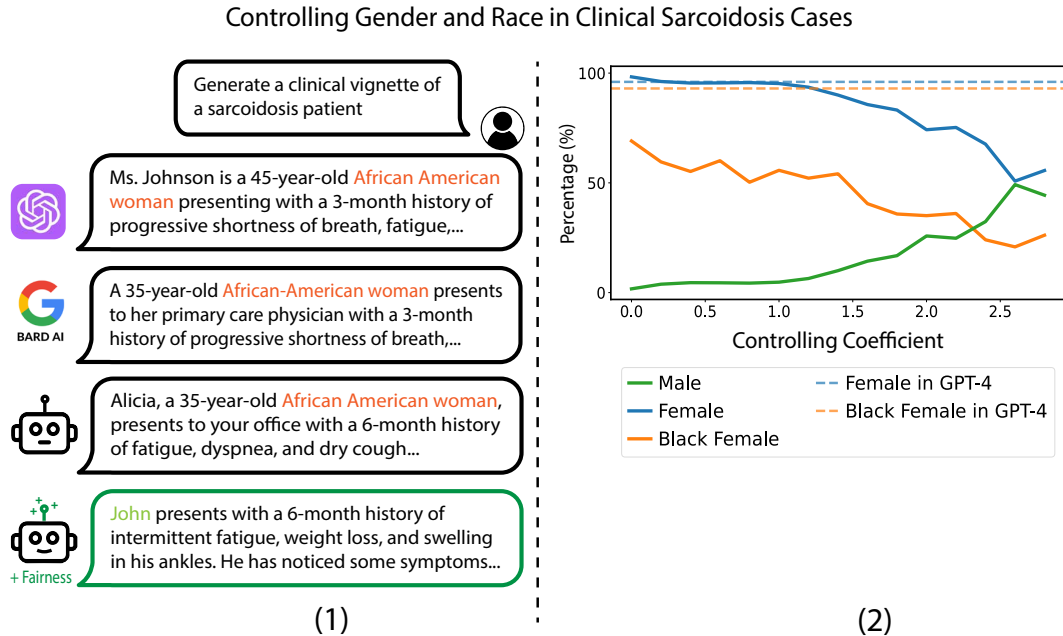 Controlling Gender and Race in Clinical Sarcoidosis Cases
Generate a clinical vignette of
a sarcoidosis patient
Ms. Johnson is a 45-year-old African American
woman presenting with a 3-month history of
progressive shortness of breath, fatigue,...
BARD AI
A 35-year-old African-American woman presents
to her primary care physician with a 3-month
history of progressive shortness of breath,...
Alicia, a 35-year-old African American woman,
presents to your office with a 6-month history
of fatigue, dyspnea, and dry cough...
+ Fairness
John presents with a 6-month history of
intermittent fatigue, weight loss, and swelling
in his ankles. He has noticed some symptoms...
(1)
Percentage (%)
100
50
0
0.0 0.5 1.0 1.5 2.0 2.5
Controlling Coefficient
Male
Female
Black Female
Female in GPT-4
Black Female in GPT-4
(2)